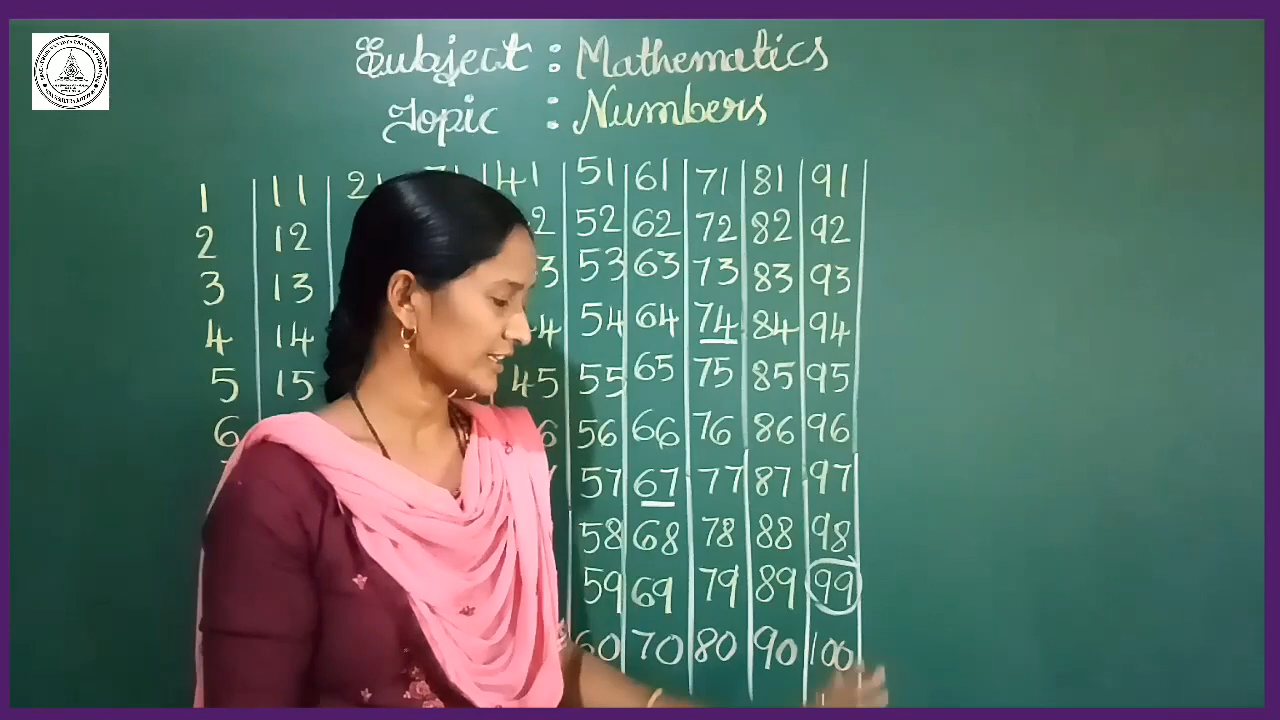 Subject : Mathematics
Topic : Numbers
1 11 21 41 51 61 71 81 91
2 12 52 62 72 82 92
3 13 53 63 73 83 93
4 14 54 64 74 84 94
5 15 45 55 65 75 85 95
6 56 66 76 86 96
57 67 77 87 97
58 68 78 88 98
59 69 79 89 99
60 70 80 90 100